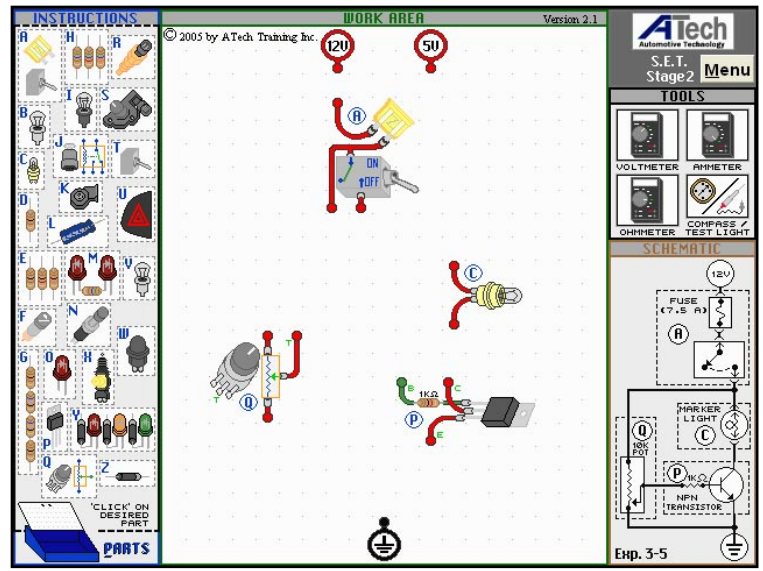 INSTRUCTIONS
A
H
R
B
I
S
C
J
T
D
K
U
L
E
M
V
F
N
W
G
O
X
P
Y
Q
Z
'CLICK' ON
DESIRED
PART
PARTS
WORK AREA
Version 2.1
© 2005 by ATech Training Inc.
12V
5V
A
ON
OFF
C
T
T
Q
B
1KΩ
C
P
E
ATech
Automotive Technology
S.E.T.
Stage2
Menu
TOOLS
VOLTMETER
AMMETER
OHMMETER
COMPASS /
TEST LIGHT
SCHEMATIC
12V
FUSE
(7.5 A)
A
MARKER
LIGHT
C
Q
10K
POT
P
1KΩ
NPN
TRANSISTOR
Exp. 3-5